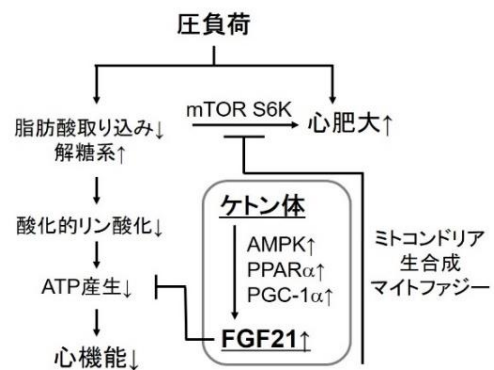 圧負荷
脂肪酸取り込み↓
解糖系↑
mTOR S6K
心肥大↑
酸化的リン酸化↓
ATP産生↓
心機能↓
ケトン体
AMPK↑
PPARα↑
PGC-1α↑
FGF21↑
ミトコンドリア
生合成
マイトファジー